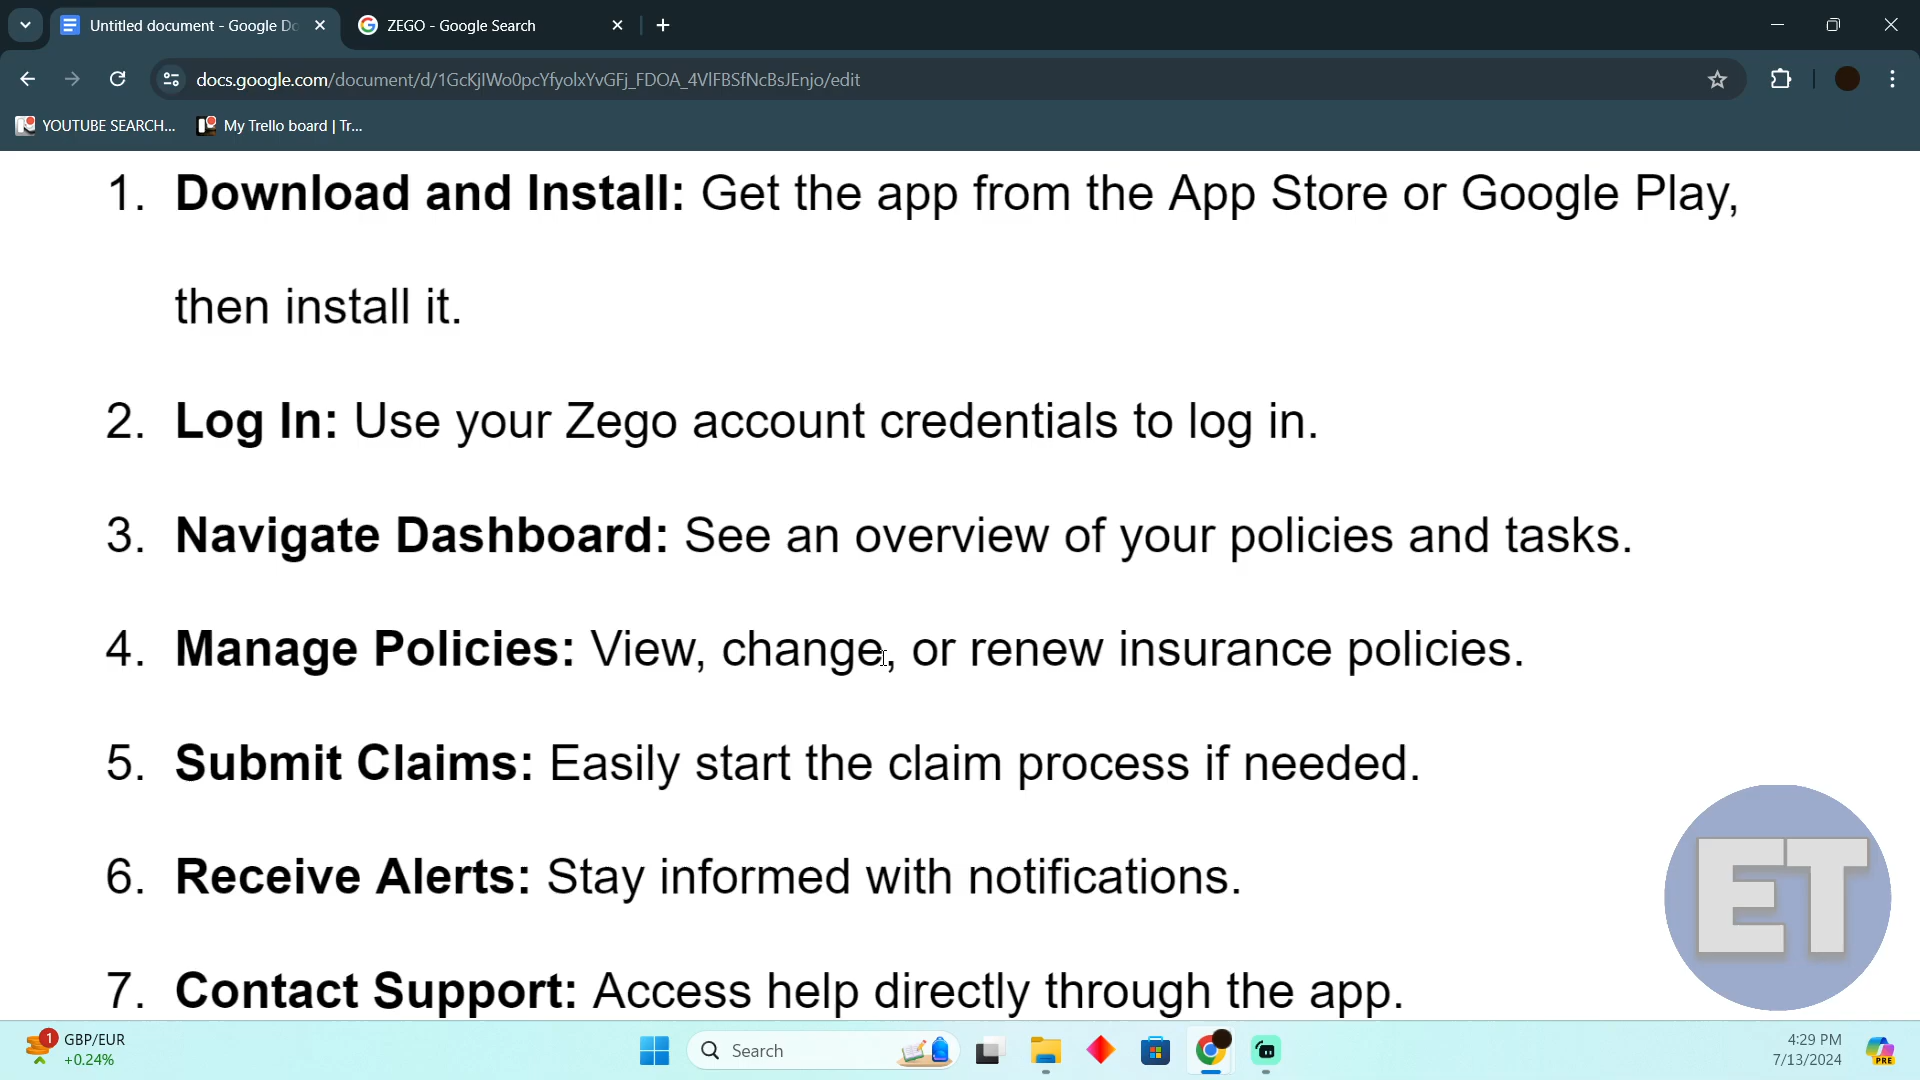 Untitled document - Google Do
ZEGO - Google Search
docs.google.com/document/d/1GcKjIWo0pcYfyolxYvGFj_FDOA_4VlFBSfNcBsJEnjo/edit
YOUTUBE SEARCH...
My Trello board | Tr...
1. Download and Install: Get the app from the App Store or Google Play,
then install it.
2. Log In: Use your Zego account credentials to log in.
3. Navigate Dashboard: See an overview of your policies and tasks.
4. Manage Policies: View, change, or renew insurance policies.
5. Submit Claims: Easily start the claim process if needed.
6. Receive Alerts: Stay informed with notifications.
7. Contact Support: Access help directly through the app.
ET
1
GBP/EUR
+0.24%
Search
4:29 PM
7/13/2024
PRE